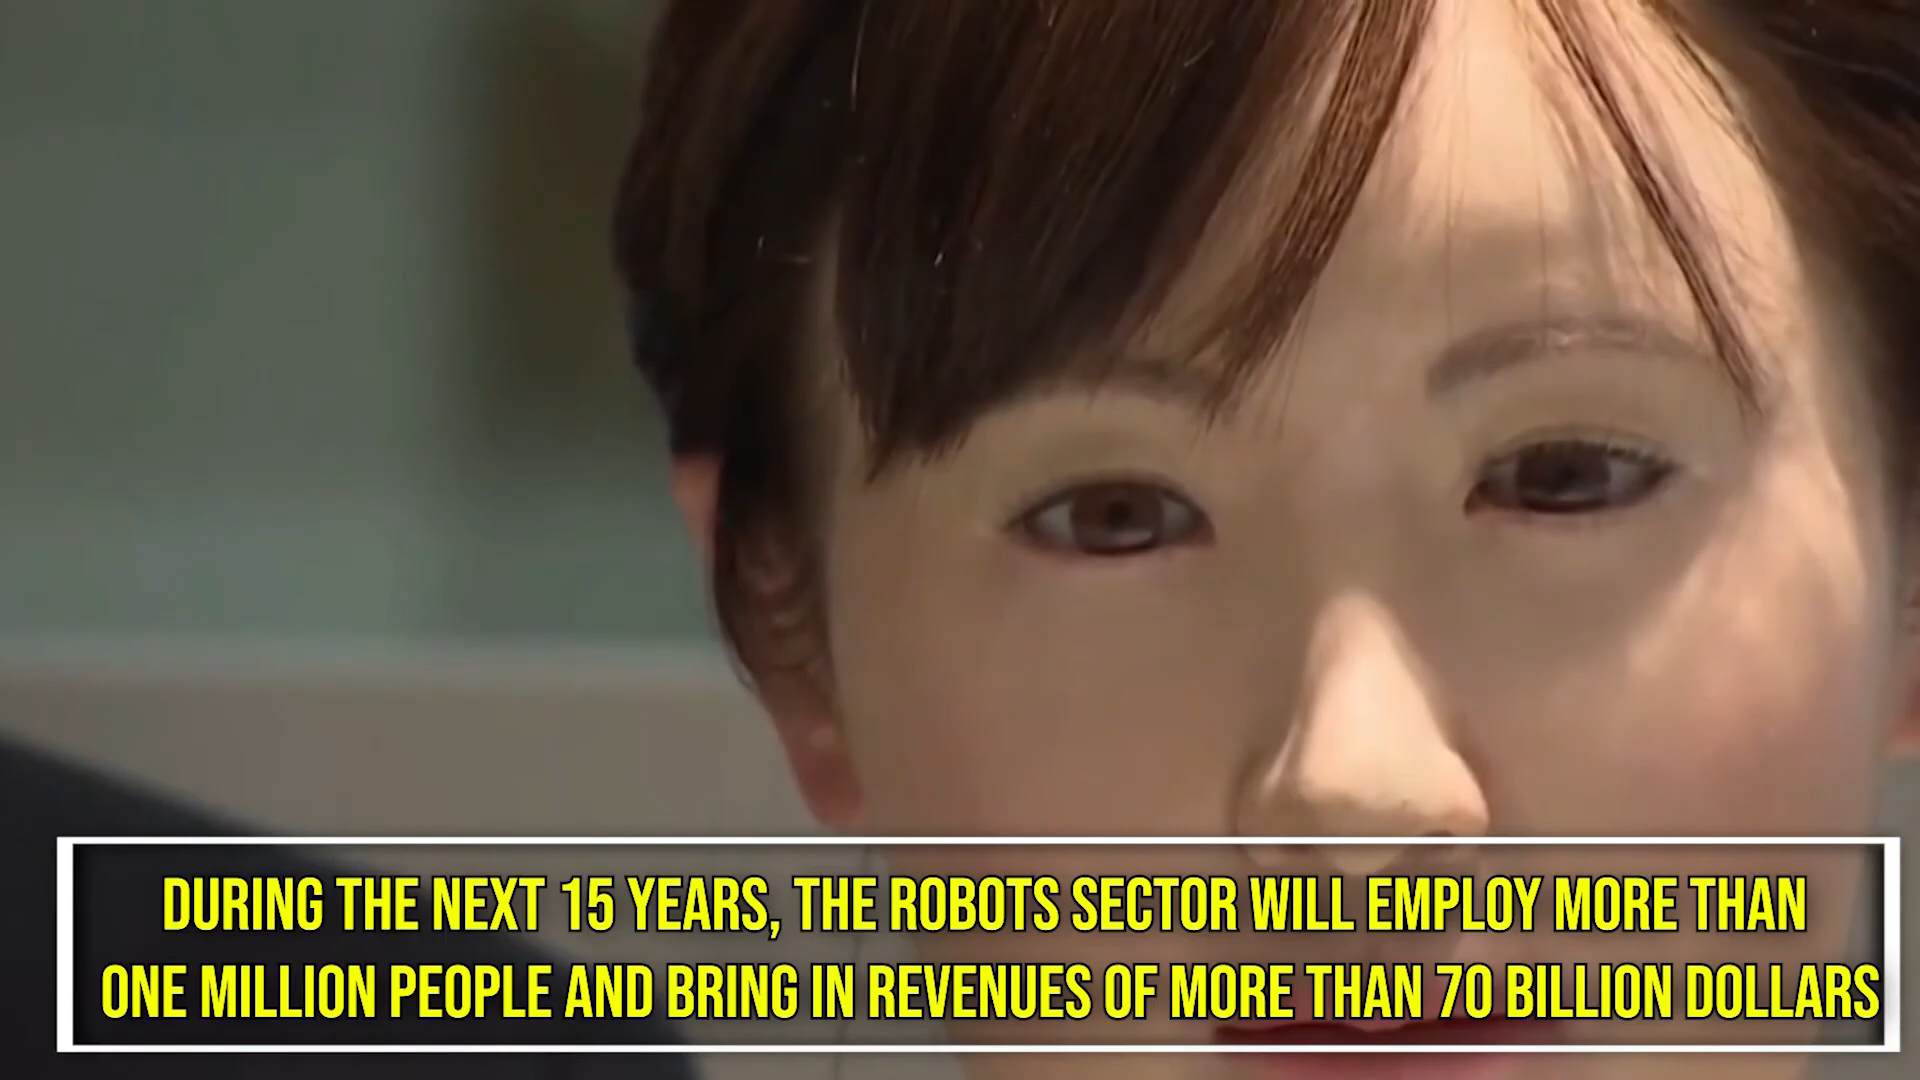 DURING THE NEXT 15 YEARS, THE ROBOTS SECTOR WILL EMPLOY MORE THAN
ONE MILLION PEOPLE AND BRING IN REVENUES OF MORE THAN 70 BILLION DOLLARS